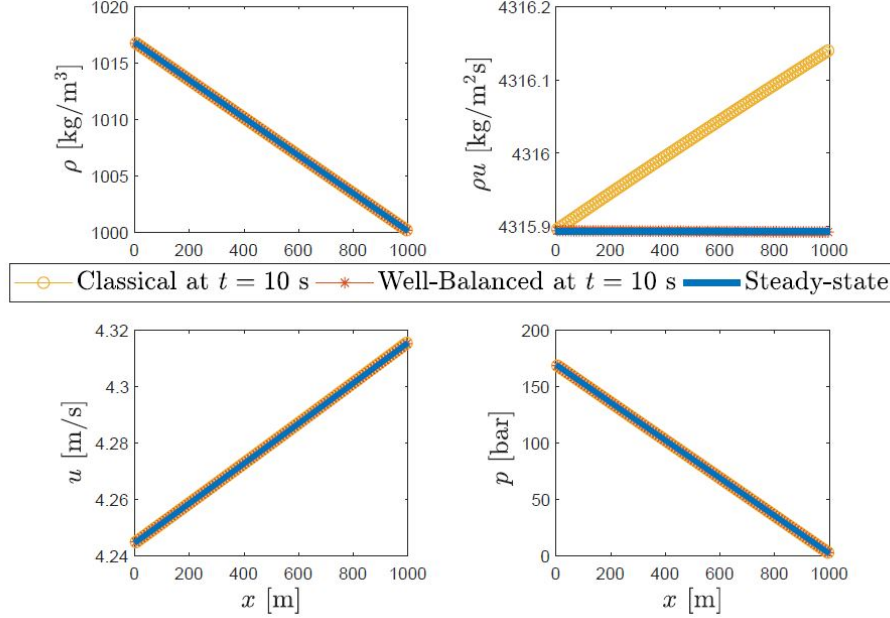 1020
1015
1010
1005
1000
ρ [kg/m³]
0 200 400 600 800 1000
4316.2
4316.1
4316
4315.9
ρu [kg/m²s]
0 200 400 600 800 1000
Classical at t = 10 s Well-Balanced at t = 10 s Steady-state
4.32
4.3
4.28
4.26
4.24
u [m/s]
0 200 400 600 800 1000
x [m]
200
150
100
50
0
p [bar]
0 200 400 600 800 1000
x [m]